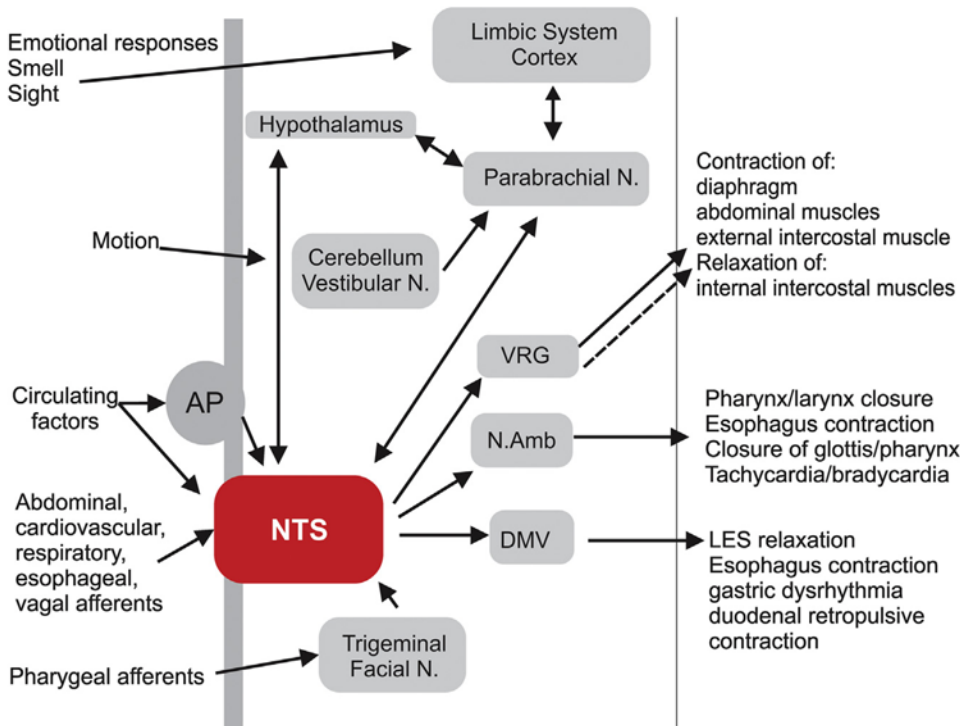 Emotional responses
Smell
Sight
Limbic System
Cortex
Hypothalamus
Parabrachial N.
Motion
Cerebellum
Vestibular N.
Contraction of:
diaphragm
abdominal muscles
external intercostal muscle
Relaxation of:
internal intercostal muscles
VRG
Circulating
factors
AP
N.Amb
Pharynx/larynx closure
Esophagus contraction
Closure of glottis/pharynx
Tachycardia/bradycardia
Abdominal,
cardiovascular,
respiratory,
esophageal,
vagal afferents
NTS
DMV
LES relaxation
Esophagus contraction
gastric dysrhythmia
duodenal retropulsive
contraction
Trigeminal
Facial N.
Pharygeal afferents